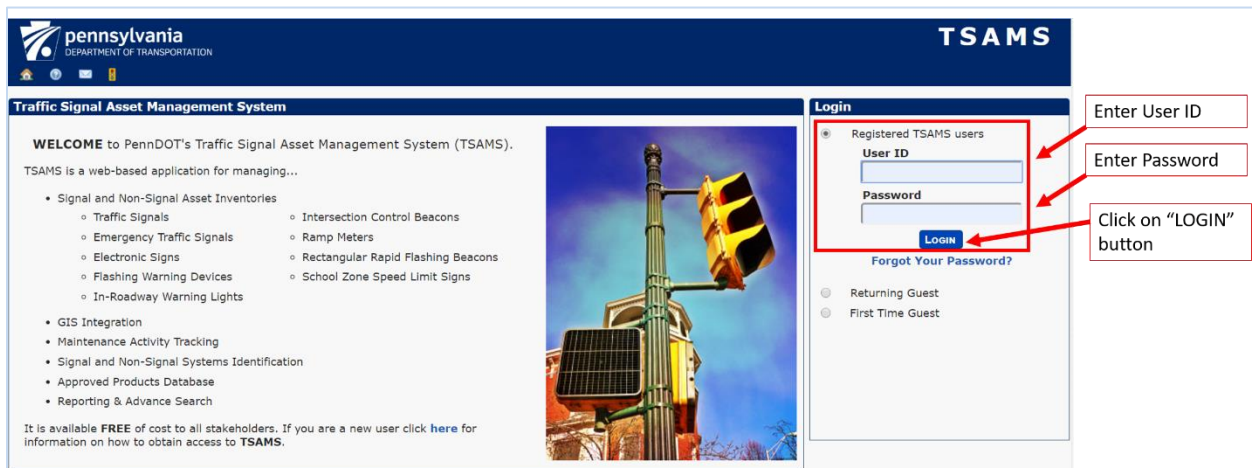 pennsylvania
DEPARTMENT OF TRANSPORTATION
TSAMS
Traffic Signal Asset Management System
WELCOME to PennDOT's Traffic Signal Asset Management System (TSAMS).
TSAMS is a web-based application for managing...
• Signal and Non-Signal Asset Inventories
○ Traffic Signals
○ Emergency Traffic Signals
○ Electronic Signs
○ Flashing Warning Devices
○ In-Roadway Warning Lights
○ Intersection Control Beacons
○ Ramp Meters
○ Rectangular Rapid Flashing Beacons
○ School Zone Speed Limit Signs
• GIS Integration
• Maintenance Activity Tracking
• Signal and Non-Signal Systems Identification
• Approved Products Database
• Reporting & Advance Search
It is available FREE of cost to all stakeholders. If you are a new user click here for
information on how to obtain access to TSAMS.
Login
Registered TSAMS users
User ID
Password
LOGIN
Forgot Your Password?
Returning Guest
First Time Guest
Enter User ID
Enter Password
Click on “LOGIN”
button